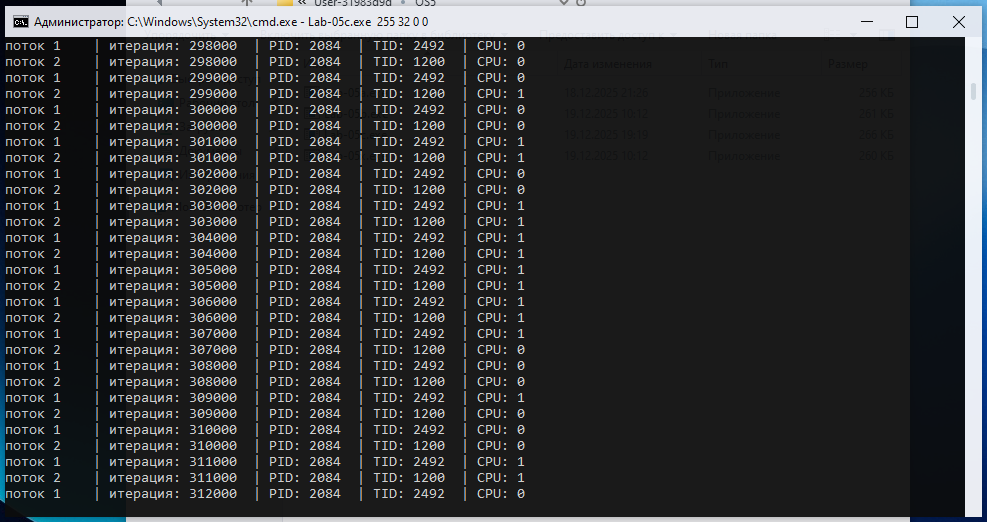 User-31983d9d
OS5
Администратор: C:\Windows\System32\cmd.exe - Lab-05c.exe 255 32 0 0
поток 1 | итерация: 298000 | PID: 2084 | TID: 2492 | CPU: 0
поток 2 | итерация: 298000 | PID: 2084 | TID: 1200 | CPU: 0
поток 1 | итерация: 299000 | PID: 2084 | TID: 2492 | CPU: 0
поток 2 | итерация: 299000 | PID: 2084 | TID: 1200 | CPU: 1
поток 1 | итерация: 300000 | PID: 2084 | TID: 2492 | CPU: 0
поток 2 | итерация: 300000 | PID: 2084 | TID: 1200 | CPU: 0
поток 1 | итерация: 301000 | PID: 2084 | TID: 2492 | CPU: 1
поток 2 | итерация: 301000 | PID: 2084 | TID: 1200 | CPU: 1
поток 1 | итерация: 302000 | PID: 2084 | TID: 2492 | CPU: 0
поток 2 | итерация: 302000 | PID: 2084 | TID: 1200 | CPU: 0
поток 1 | итерация: 303000 | PID: 2084 | TID: 2492 | CPU: 1
поток 2 | итерация: 303000 | PID: 2084 | TID: 1200 | CPU: 1
поток 1 | итерация: 304000 | PID: 2084 | TID: 2492 | CPU: 1
поток 2 | итерация: 304000 | PID: 2084 | TID: 1200 | CPU: 1
поток 1 | итерация: 305000 | PID: 2084 | TID: 2492 | CPU: 1
поток 2 | итерация: 305000 | PID: 2084 | TID: 1200 | CPU: 1
поток 1 | итерация: 306000 | PID: 2084 | TID: 2492 | CPU: 1
поток 2 | итерация: 306000 | PID: 2084 | TID: 1200 | CPU: 1
поток 1 | итерация: 307000 | PID: 2084 | TID: 2492 | CPU: 1
поток 2 | итерация: 307000 | PID: 2084 | TID: 1200 | CPU: 0
поток 1 | итерация: 308000 | PID: 2084 | TID: 2492 | CPU: 0
поток 2 | итерация: 308000 | PID: 2084 | TID: 1200 | CPU: 0
поток 1 | итерация: 309000 | PID: 2084 | TID: 2492 | CPU: 1
поток 2 | итерация: 309000 | PID: 2084 | TID: 1200 | CPU: 0
поток 1 | итерация: 310000 | PID: 2084 | TID: 2492 | CPU: 0
поток 2 | итерация: 310000 | PID: 2084 | TID: 1200 | CPU: 0
поток 1 | итерация: 311000 | PID: 2084 | TID: 2492 | CPU: 1
поток 2 | итерация: 311000 | PID: 2084 | TID: 1200 | CPU: 1
поток 1 | итерация: 312000 | PID: 2084 | TID: 2492 | CPU: 0
Дата изменения Тип Размер
Приложение
Приложение
Приложение
Приложение